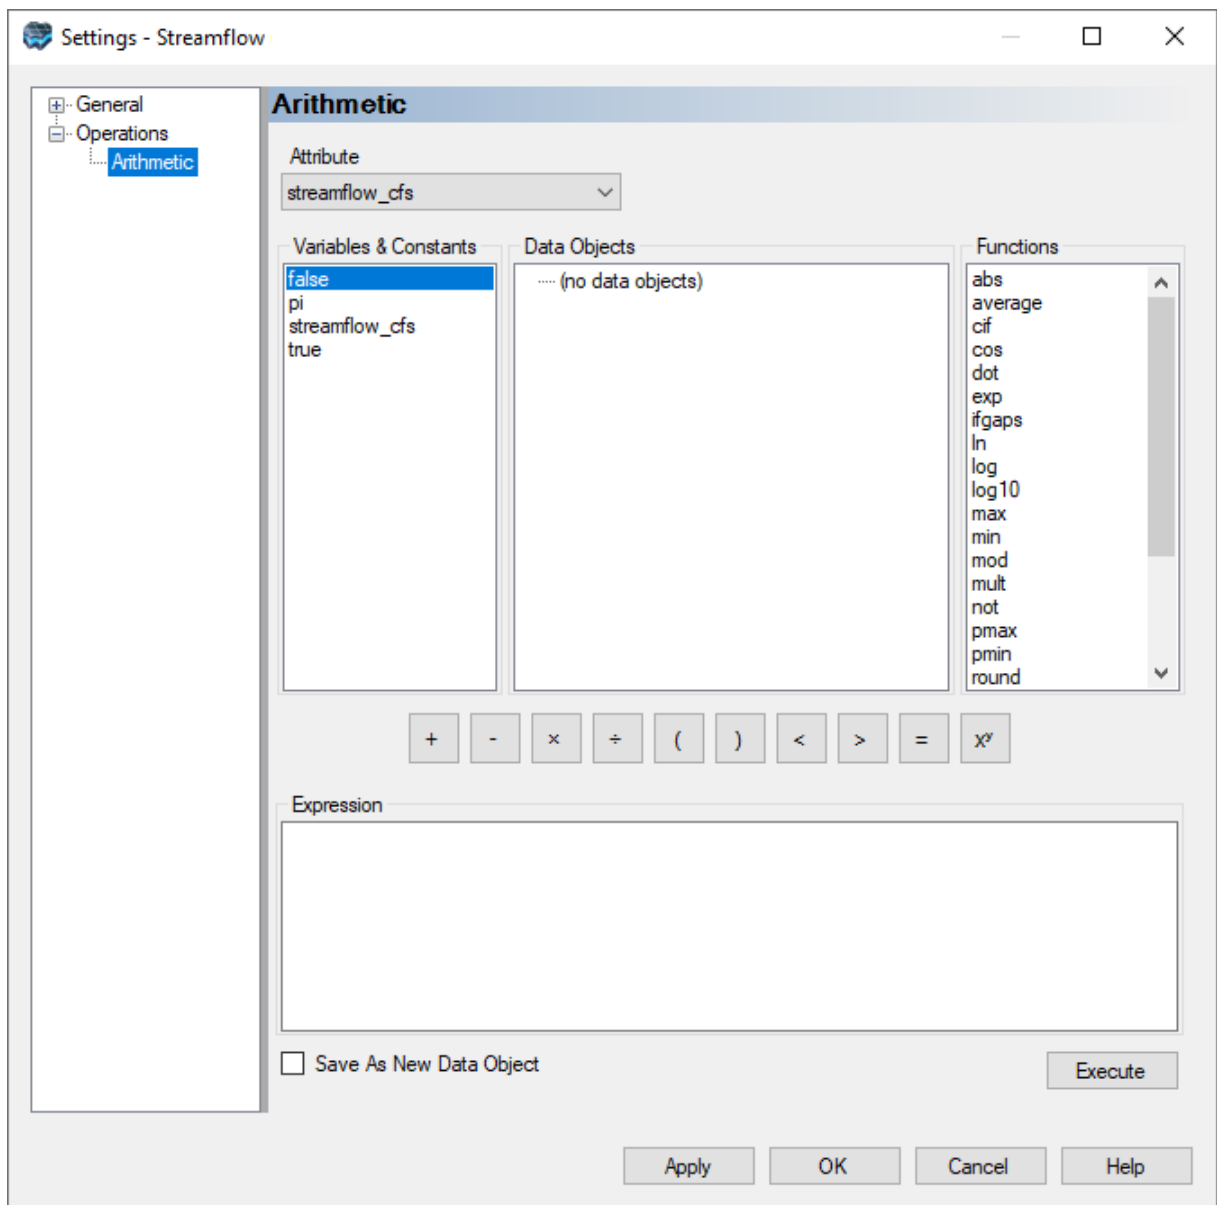 Settings - Streamflow
General
Operations
Arithmetic
Arithmetic
Attribute
streamflow_cfs
Variables & Constants
false
pi
streamflow_cfs
true
Data Objects
(no data objects)
Functions
abs
average
cif
cos
dot
exp
ifgaps
ln
log
log10
max
min
mod
mult
not
pmax
pmin
round
+ - × ÷ ( ) < > = xʸ
Expression
Save As New Data Object
Execute
Apply OK Cancel Help